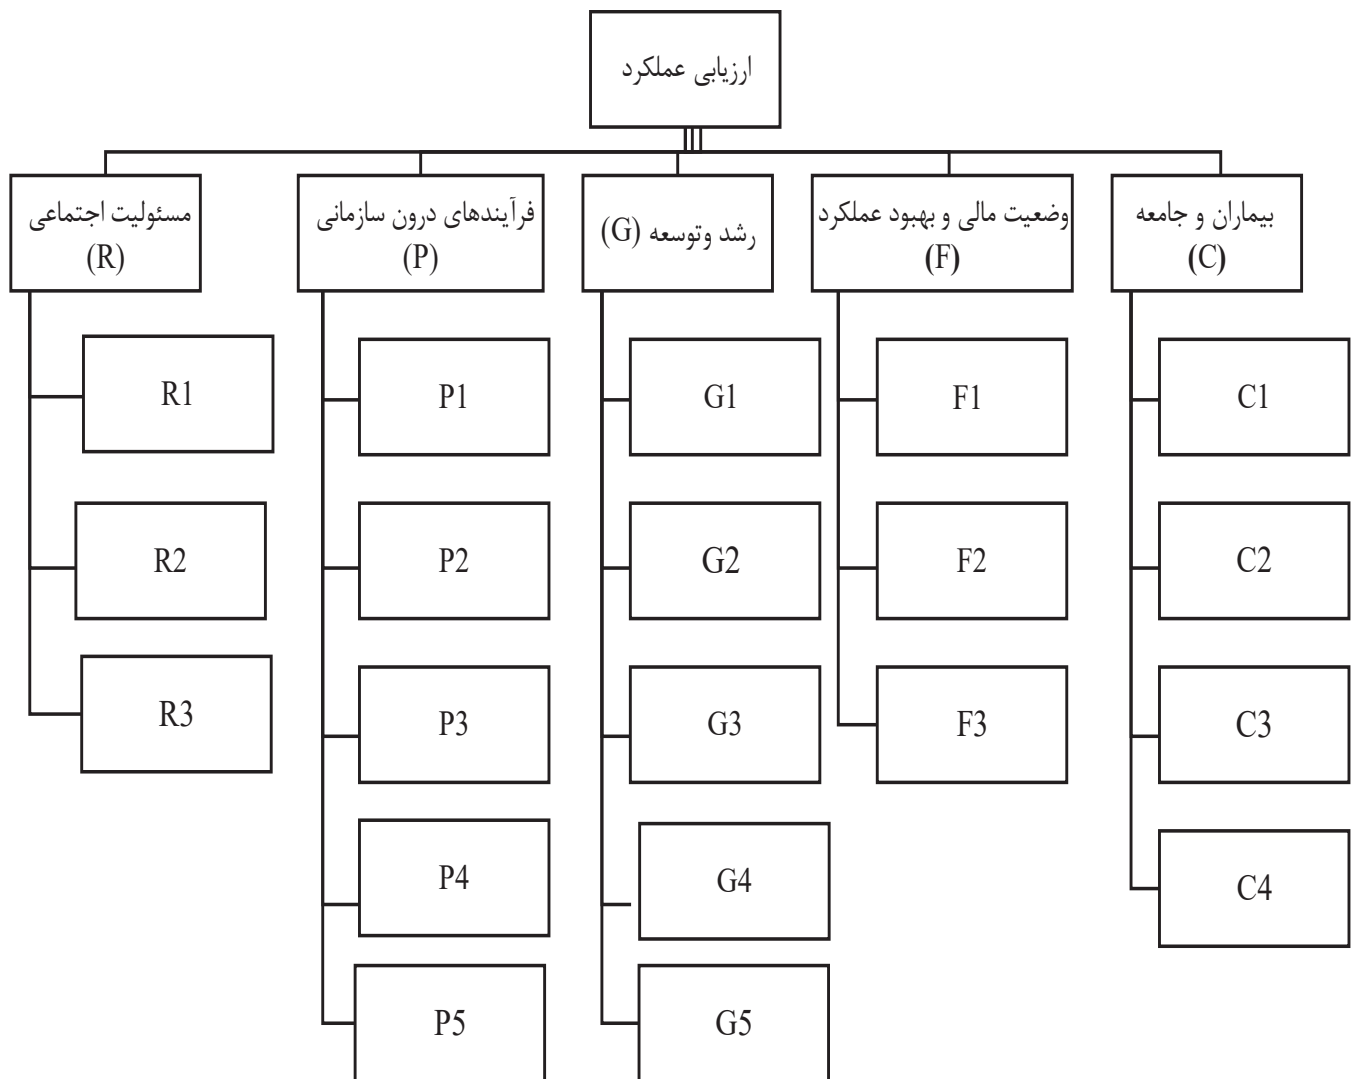 ارزیابی عملکرد
بیماران و جامعه
(C)
وضعیت مالی و بهبود عملکرد
(F)
رشد وتوسعه (G)
فرآیندهای درون سازمانی
(P)
مسئولیت اجتماعی
(R)
C1
C2
C3
C4
F1
F2
F3
G1
G2
G3
G4
G5
P1
P2
P3
P4
P5
R1
R2
R3